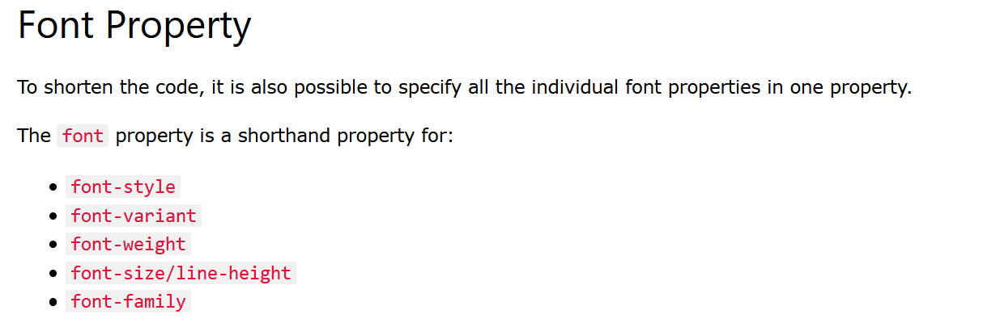 Font Property
To shorten the code, it is also possible to specify all the individual font properties in one property.
The font property is a shorthand property for:
• font-style
• font-variant
• font-weight
• font-size/line-height
• font-family